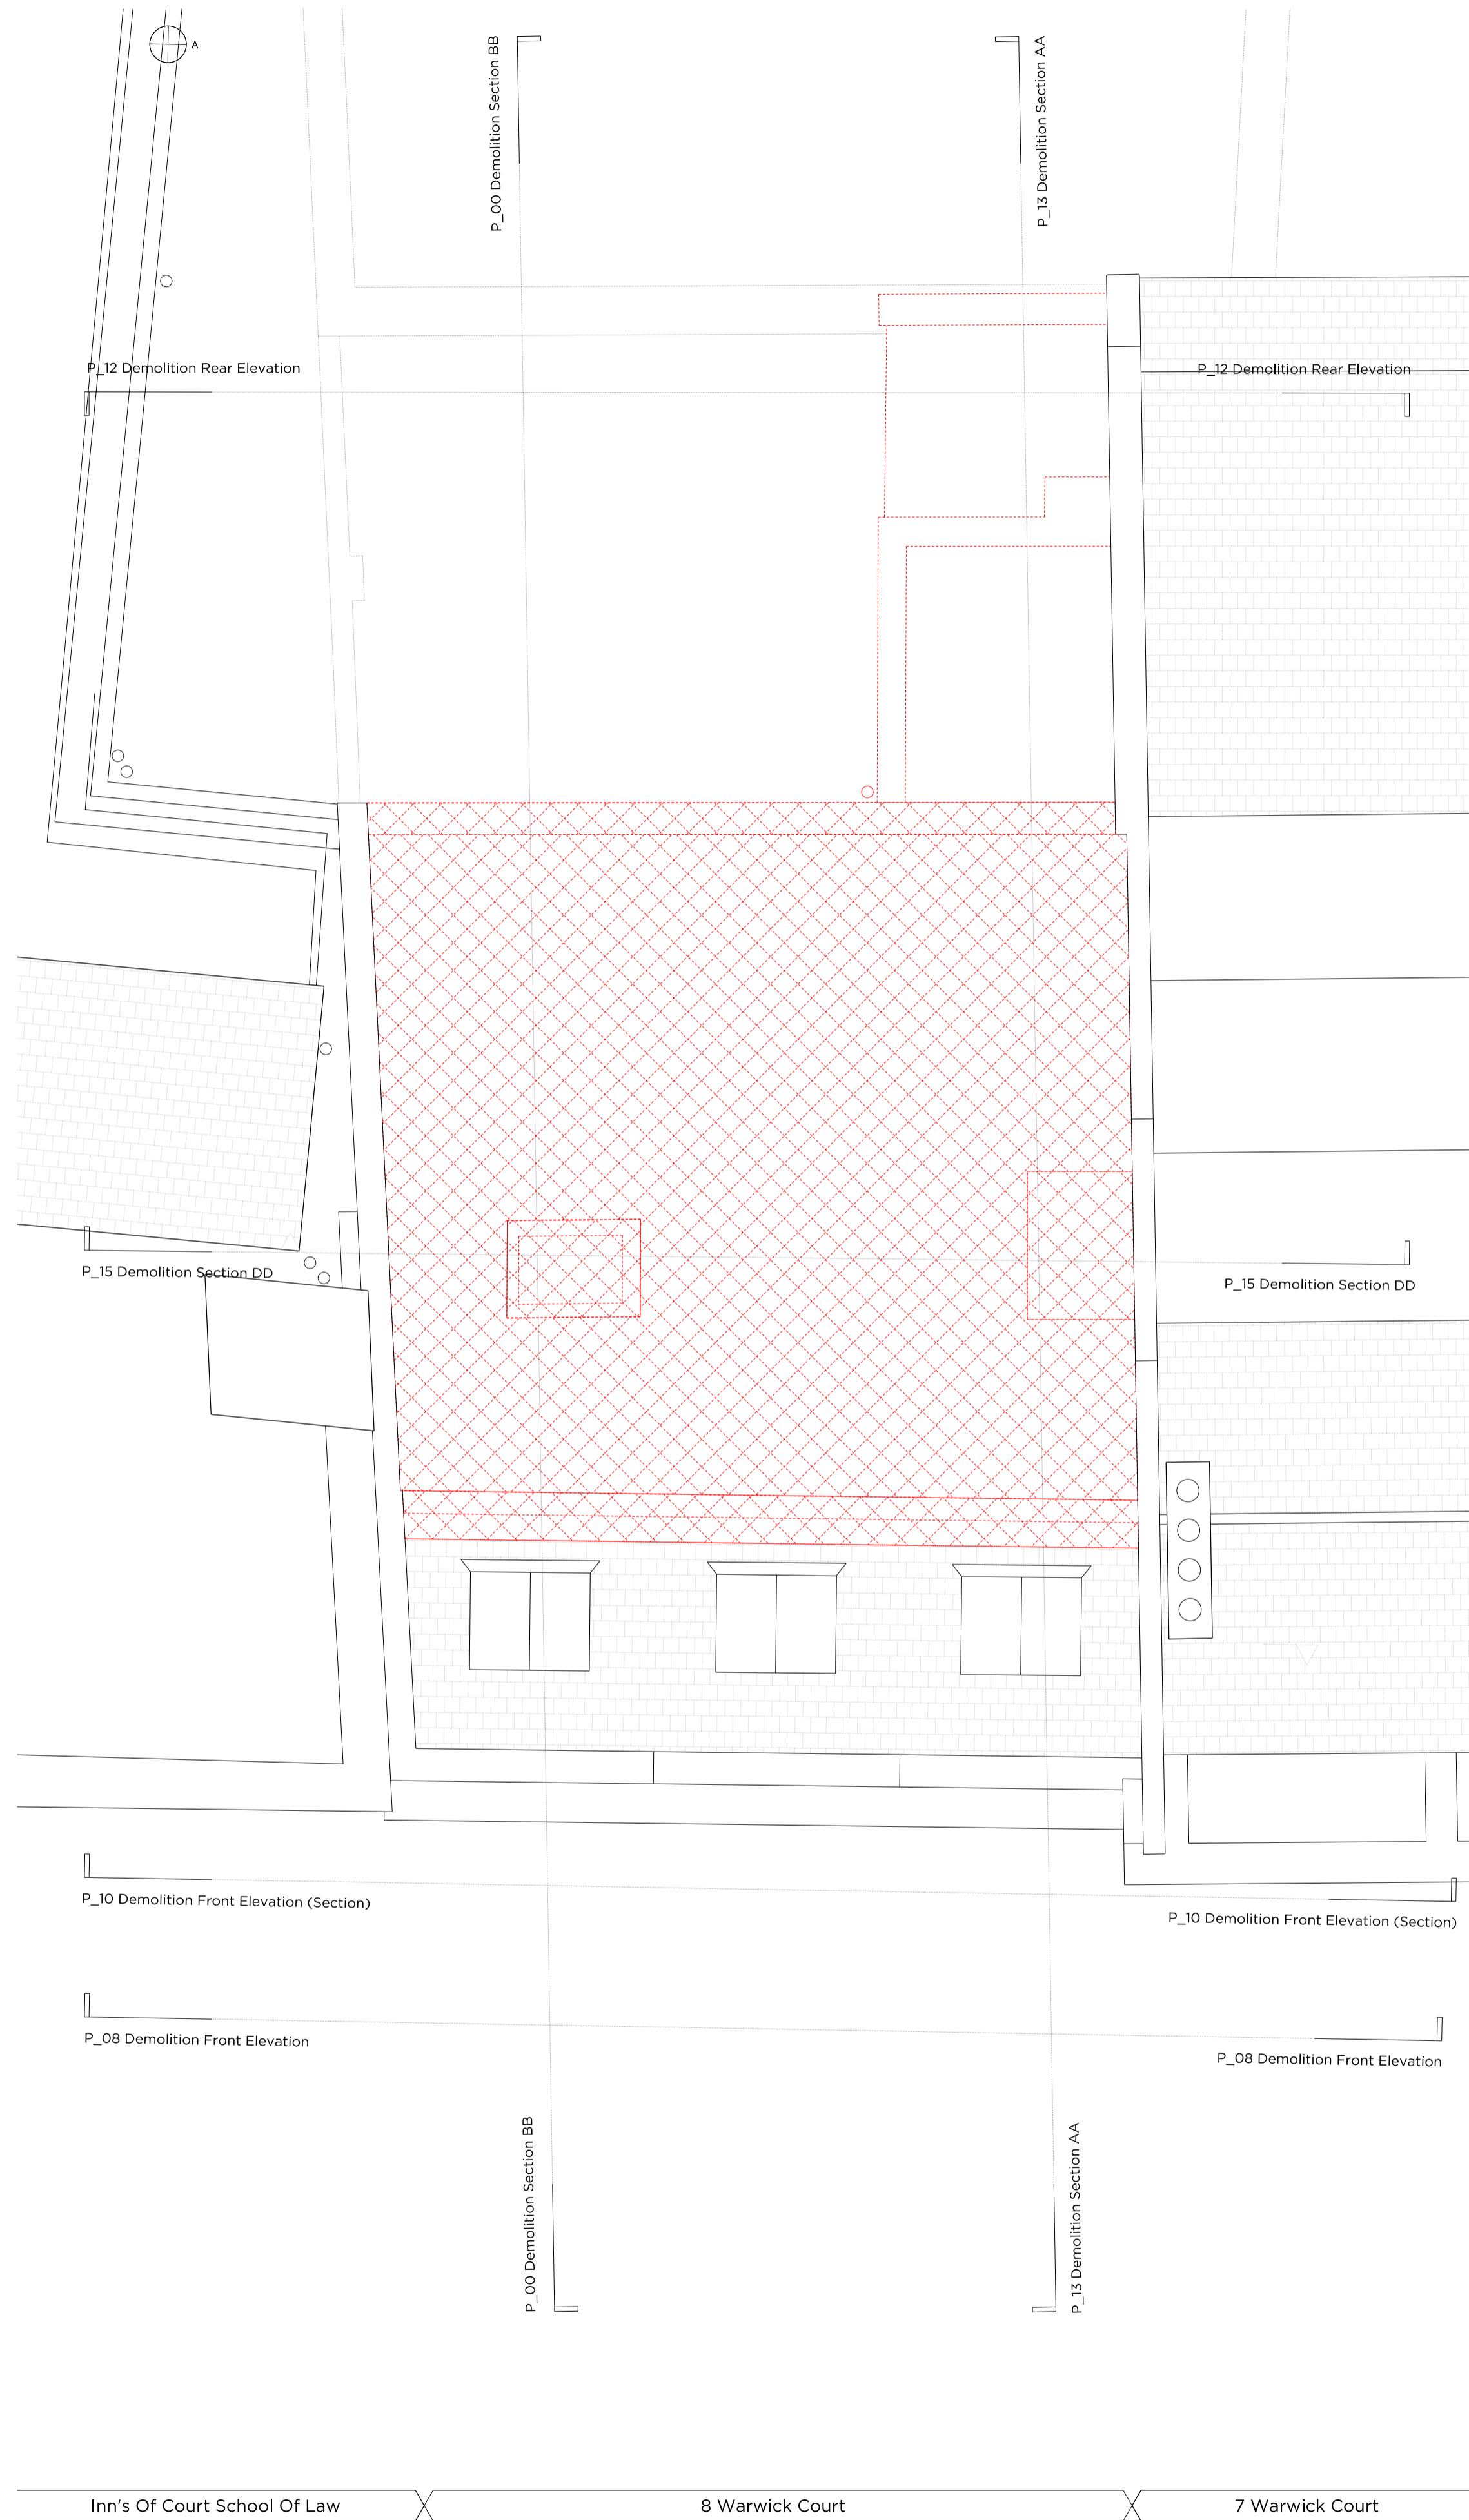 A
P_00 Demolition Section BB
P_13 Demolition Section AA
P_12 Demolition Rear Elevation
P_12 Demolition Rear Elevation
P_15 Demolition Section DD
P_15 Demolition Section DD
P_10 Demolition Front Elevation (Section)
P_10 Demolition Front Elevation (Section)
P_08 Demolition Front Elevation
P_08 Demolition Front Elevation
P_00 Demolition Section BB
P_13 Demolition Section AA
Inn's Of Court School Of Law
8 Warwick Court
7 Warwick Court